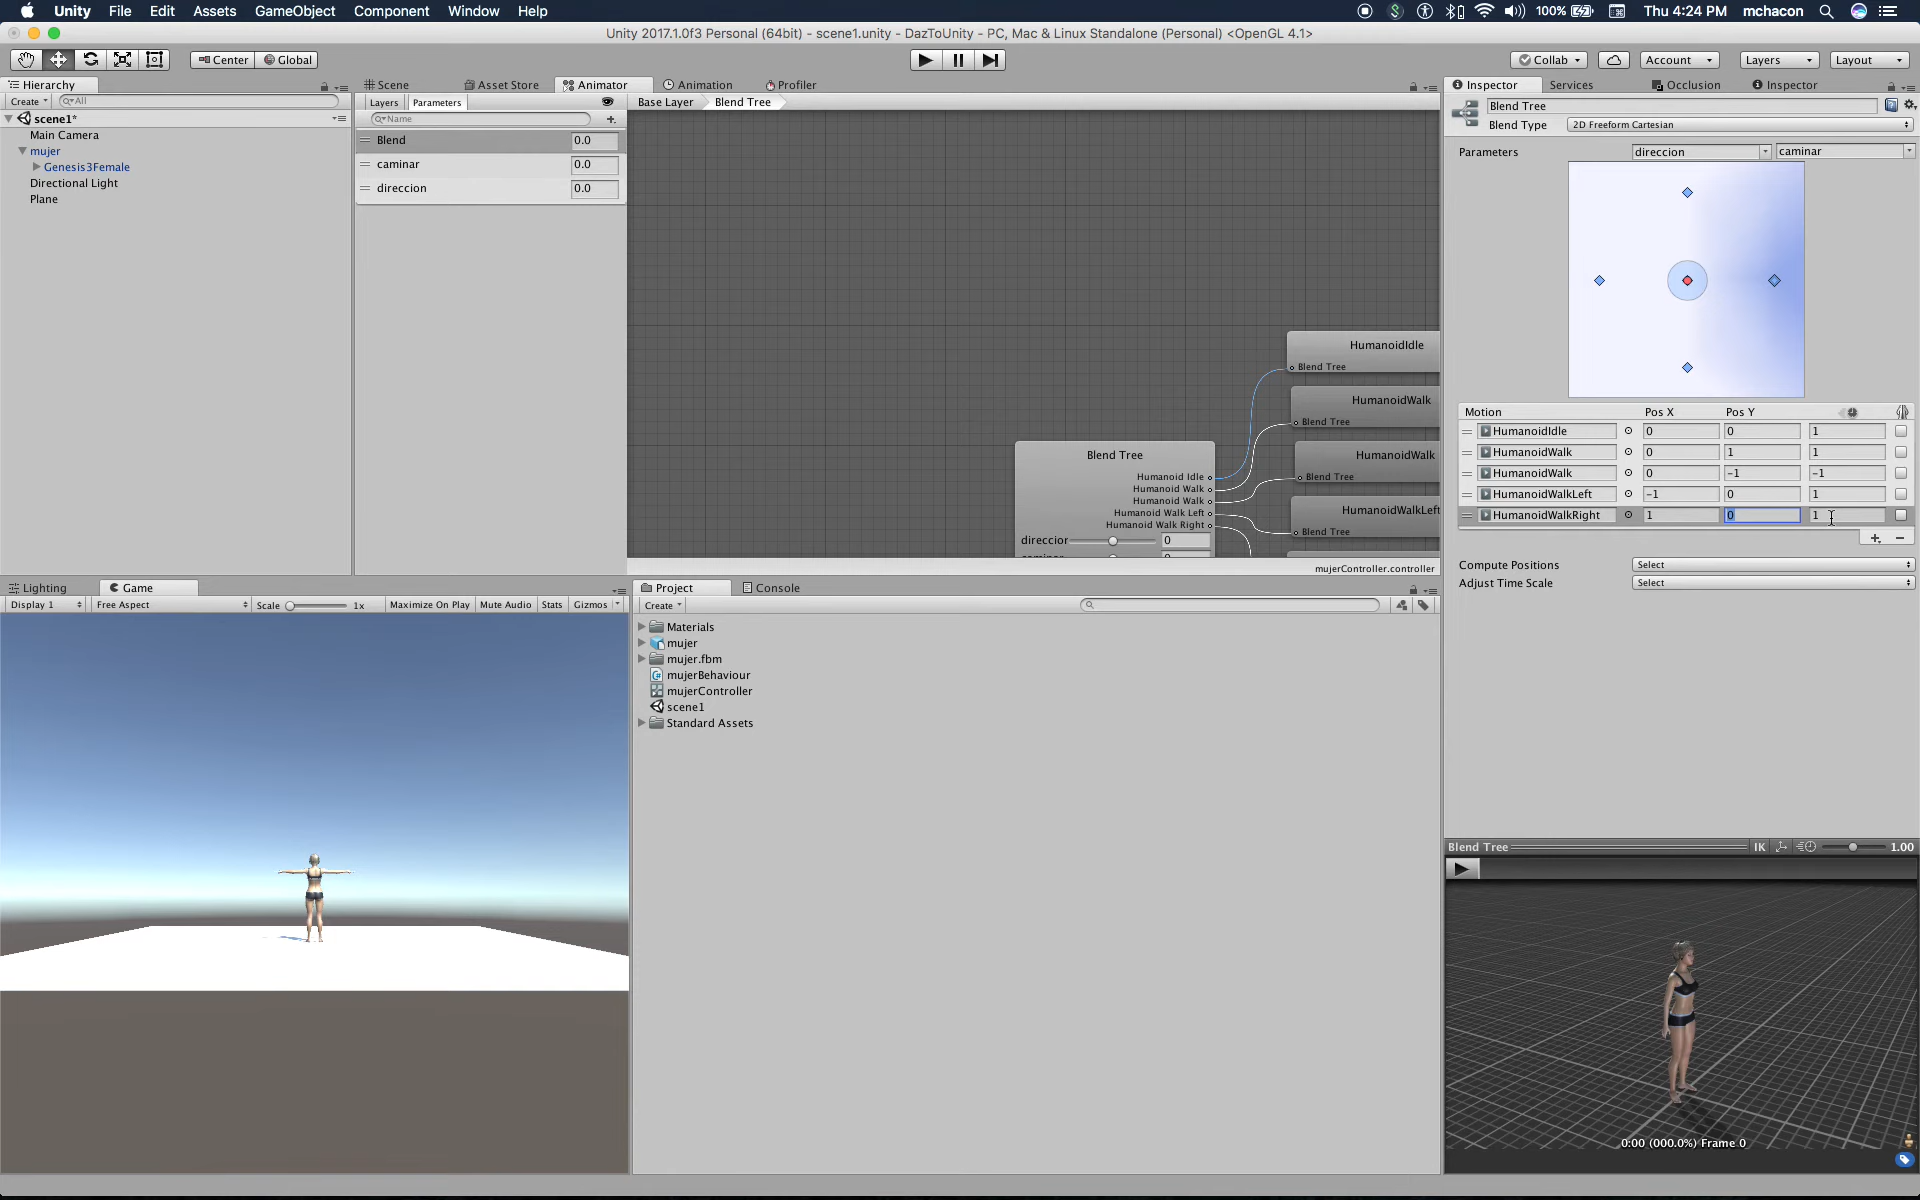 Unity File Edit Assets GameObject Component Window Help 100% Thu 4:24 PM mchacon
Unity 2017.1.0f3 Personal (64bit) - scene1.unity - DazToUnity - PC, Mac & Linux Standalone (Personal) <OpenGL 4.1>
Center Global Collab Account Layers Layout
Hierarchy Scene Asset Store Animator Animation Profiler Inspector Services Occlusion Inspector
Create All
scene1*
Main Camera
mujer
Genesis3Female
Directional Light
Plane
Layers Parameters Base Layer Blend Tree
Name
Blend 0.0
caminar 0.0
direccion 0.0
HumanoidIdle
Blend Tree
HumanoidWalk
Blend Tree
HumanoidWalk
Blend Tree
HumanoidWalkLeft
Blend Tree
Blend Tree
Humanoid Idle
Humanoid Walk
Humanoid Walk
Humanoid Walk Left
Humanoid Walk Right
direccion 0
mujerController.controller
Blend Tree
Blend Type 2D Freeform Cartesian
Parameters direccion caminar
Motion Pos X Pos Y
HumanoidIdle 0 0 1
HumanoidWalk 0 1 1
HumanoidWalk 0 -1 -1
HumanoidWalkLeft -1 0 1
HumanoidWalkRight 1 0 1
Compute Positions Select
Adjust Time Scale Select
Lighting Game
Display 1 Free Aspect Scale 1x Maximize On Play Mute Audio Stats Gizmos
Project Console
Create
Materials
mujer
mujer.fbm
mujerBehaviour
mujerController
scene1
Standard Assets
Blend Tree IK 1.00
0:00 (000.0%) Frame 0